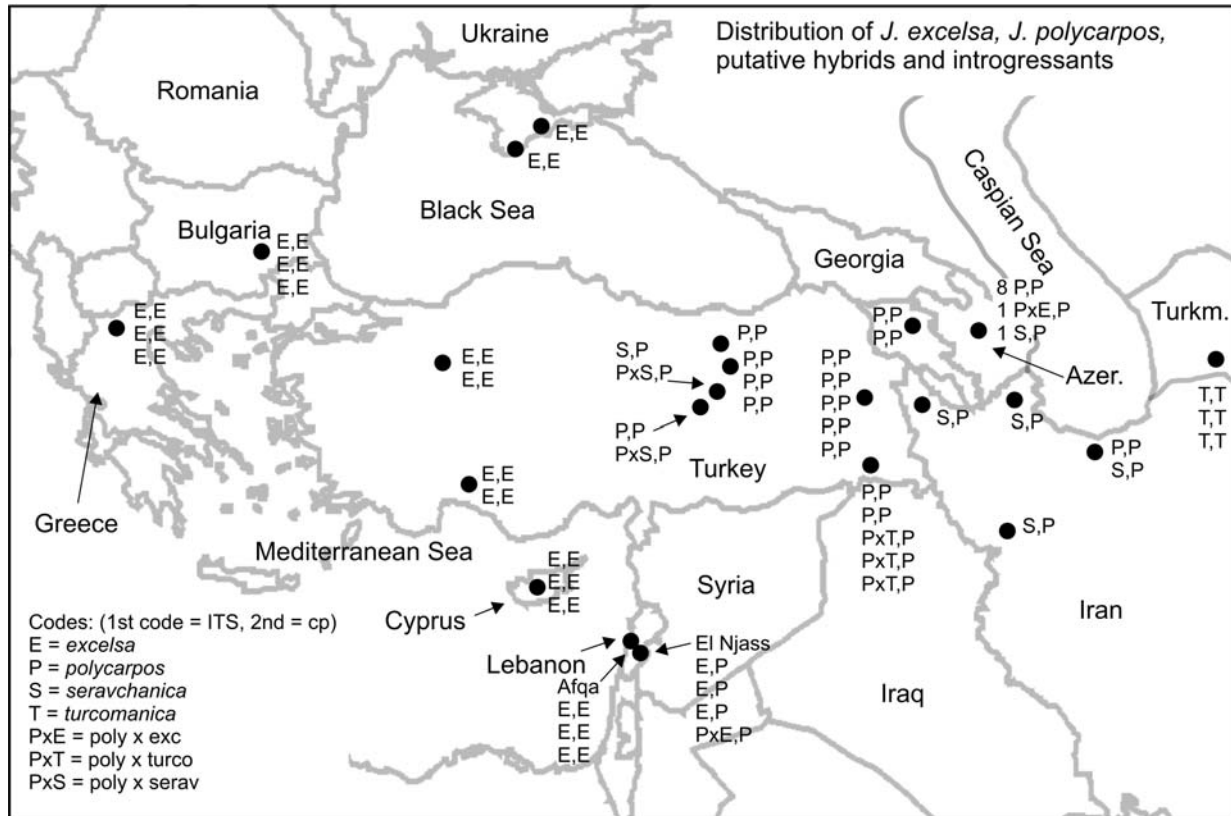 Distribution of J. excelsa, J. polycarpos,
putative hybrids and introgressants
Ukraine
Romania
E,E
E,E
Black Sea
Caspian Sea
Bulgaria
E,E
E,E
E,E
Georgia
8 P,P
1 PxE,P
1 S,P
Turkm.
E,E
E,E
E,E
P,P
P,P
Azer.
E,E
E,E
S,P
PxS,P
P,P
P,P
P,P
P,P
P,P
P,P
P,P
P,P
P,P
S,P
S,P
T,T
T,T
T,T
P,P
PxS,P
Turkey
P,P
S,P
E,E
E,E
Greece
P,P
P,P
PxT,P
PxT,P
PxT,P
S,P
Mediterranean Sea
E,E
E,E
E,E
Syria
Cyprus
Iran
Lebanon
El Njass
E,P
E,P
E,P
PxE,P
Afqa
E,E
E,E
E,E
Iraq
Codes: (1st code = ITS, 2nd = cp)
E = excelsa
P = polycarpos
S = seravchanica
T = turcomanica
PxE = poly x exc
PxT = poly x turco
PxS = poly x serav